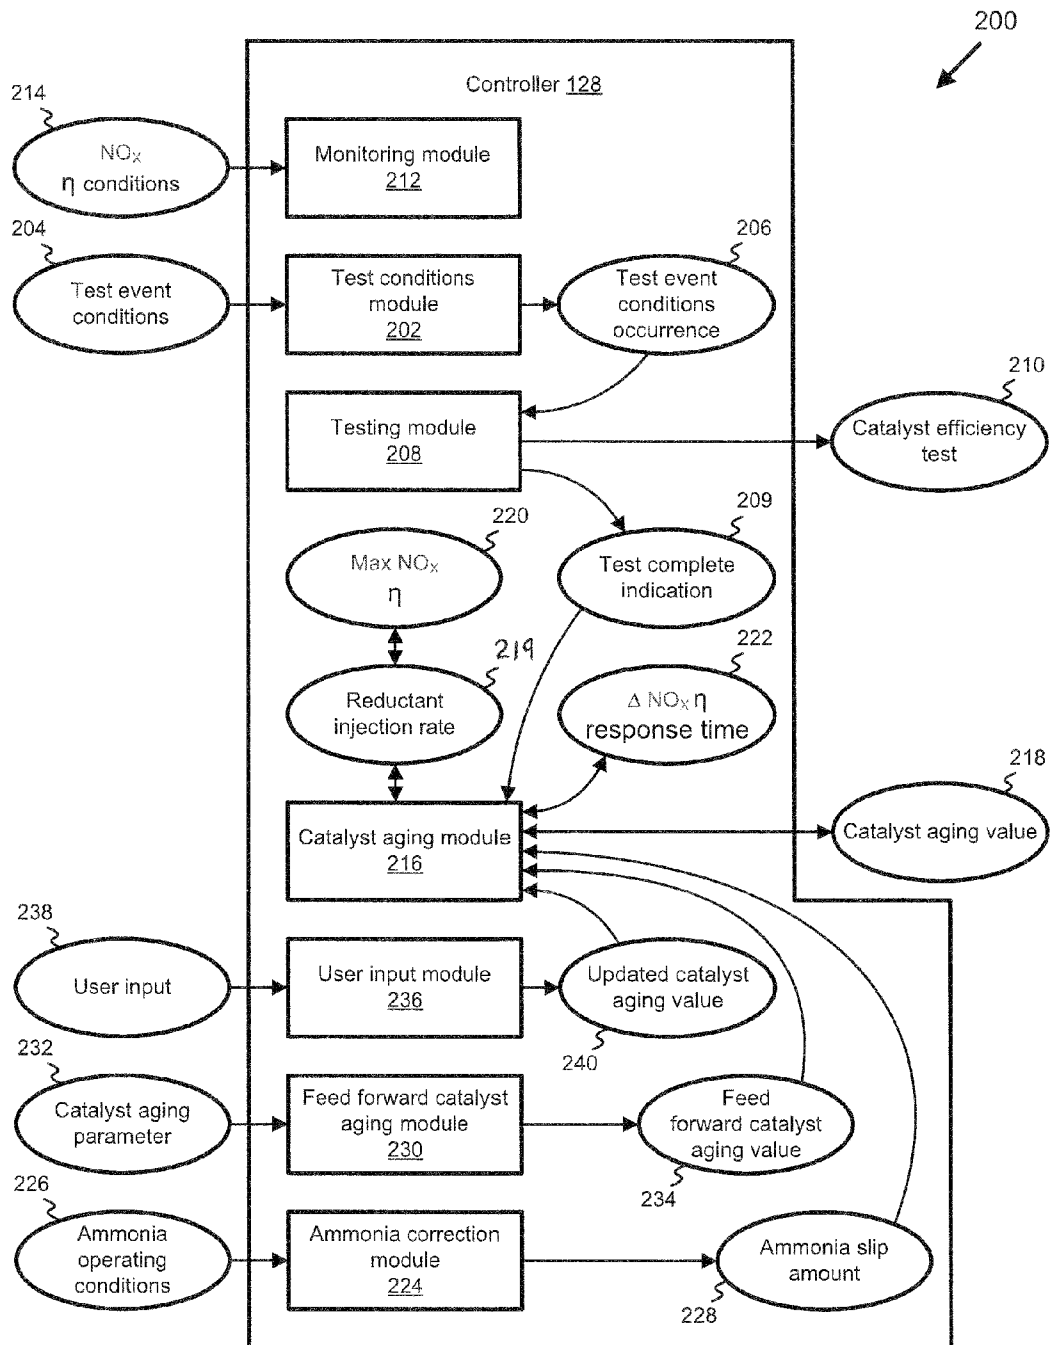 200
Controller 128
214
NOX
η conditions
Monitoring module
212
204
Test event
conditions
Test conditions
module
202
206
Test event
conditions
occurrence
210
Testing module
208
Catalyst efficiency
test
220
Max NOX
η
209
Test complete
indication
219
Reductant
injection rate
222
Δ NOX η
response time
218
Catalyst aging module
216
Catalyst aging value
238
User input
User input module
236
Updated catalyst
aging value
240
232
Catalyst aging
parameter
Feed forward catalyst
aging module
230
Feed
forward catalyst
aging value
234
226
Ammonia
operating
conditions
Ammonia correction
module
224
Ammonia slip
amount
228